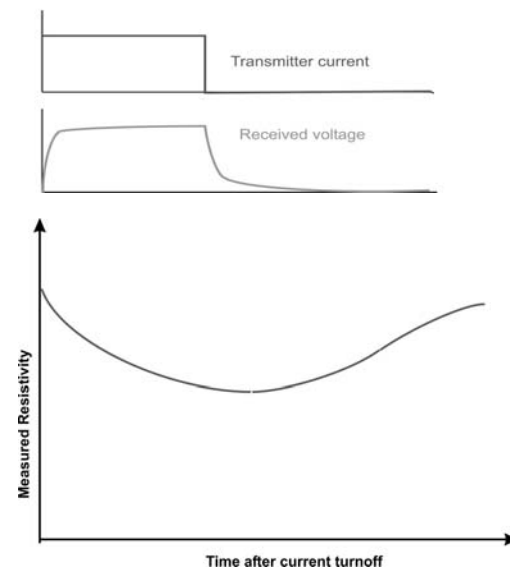 Transmitter current
Received voltage
Measured Resistivity
Time after current turnoff